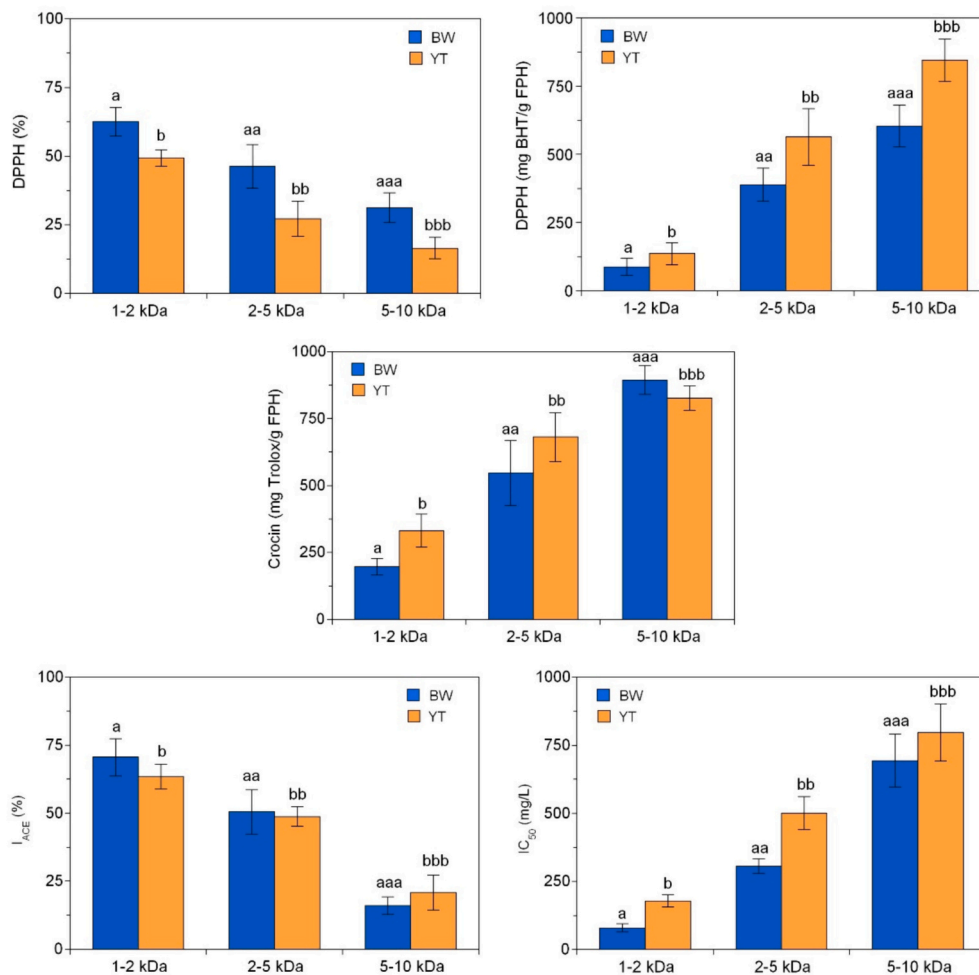 DPPH (%)
100
75
50
25
0
BW
YT
a
b
aa
bb
aaa
bbb
1-2 kDa
2-5 kDa
5-10 kDa
DPPH (mg BHT/g FPH)
1000
750
500
250
0
BW
YT
a
b
aa
bb
aaa
bbb
1-2 kDa
2-5 kDa
5-10 kDa
Crocin (mg Trolox/g FPH)
1000
750
500
250
0
BW
YT
a
b
aa
bb
aaa
bbb
1-2 kDa
2-5 kDa
5-10 kDa
I_ACE (%)
100
75
50
25
0
BW
YT
a
b
aa
bb
aaa
bbb
1-2 kDa
2-5 kDa
5-10 kDa
IC50 (mg/L)
1000
750
500
250
0
BW
YT
a
b
aa
bb
aaa
bbb
1-2 kDa
2-5 kDa
5-10 kDa